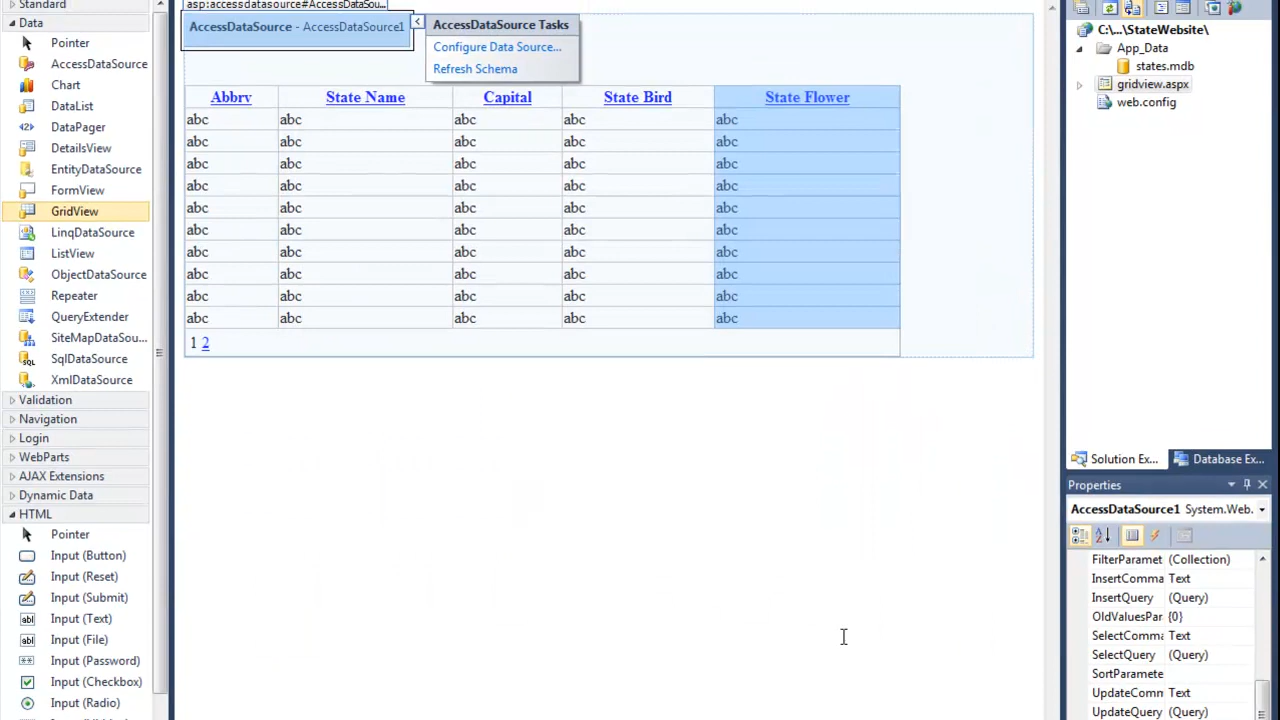 Standard
Data
Pointer
AccessDataSource
Chart
DataList
DataPager
DetailsView
EntityDataSource
FormView
GridView
LinqDataSource
ListView
ObjectDataSource
Repeater
QueryExtender
SiteMapDataSou...
SqlDataSource
XmlDataSource
Validation
Navigation
Login
WebParts
AJAX Extensions
Dynamic Data
HTML
Pointer
Input (Button)
Input (Reset)
Input (Submit)
Input (Text)
Input (File)
Input (Password)
Input (Checkbox)
Input (Radio)
asp:accessdatasource#AccessDataSou...
AccessDataSource - AccessDataSource1
AccessDataSource Tasks
Configure Data Source...
Refresh Schema
Abbrv State Name Capital State Bird State Flower
abc abc abc abc abc
abc abc abc abc abc
abc abc abc abc abc
abc abc abc abc abc
abc abc abc abc abc
abc abc abc abc abc
abc abc abc abc abc
abc abc abc abc abc
abc abc abc abc abc
abc abc abc abc abc
1 2
C:\...\StateWebsite\
App_Data
states.mdb
gridview.aspx
web.config
Solution Ex... Database Ex...
Properties
AccessDataSource1 System.Web.
FilterParamet (Collection)
InsertComma Text
InsertQuery (Query)
OldValuesPar {0}
SelectComma Text
SelectQuery (Query)
SortParamete
UpdateComm Text
UpdateQuery (Query)